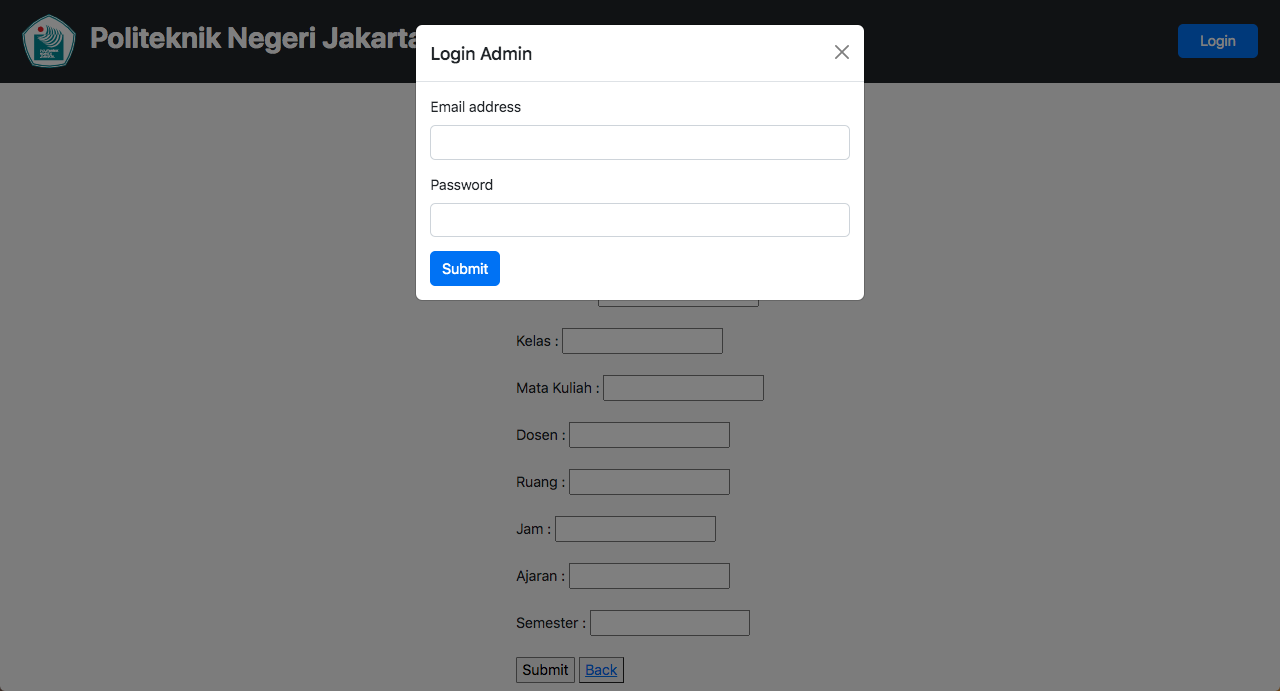 Politeknik Negeri Jakarta
Login
Login Admin
Email address
Password
Submit
Kelas :
Mata Kuliah :
Dosen :
Ruang :
Jam :
Ajaran :
Semester :
Submit Back